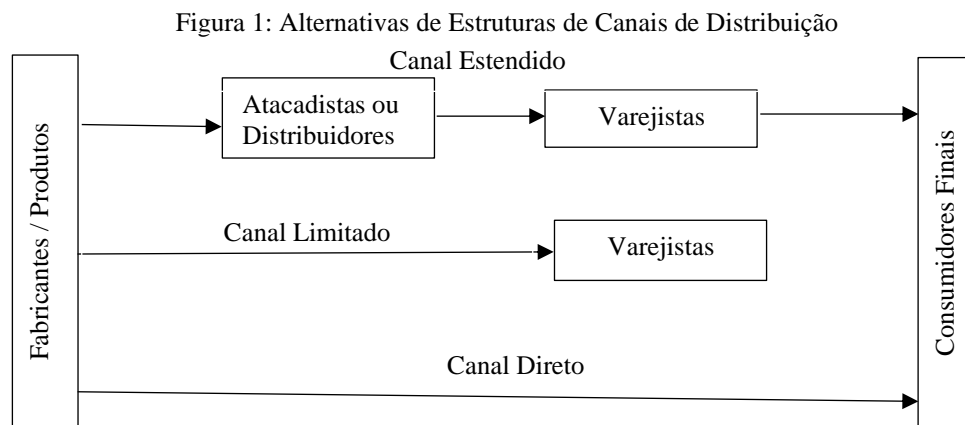 Figura 1: Alternativas de Estruturas de Canais de Distribuição
Canal Estendido
Fabricantes / Produtos
Atacadistas ou
Distribuidores
Varejistas
Consumidores Finais
Canal Limitado
Varejistas
Canal Direto